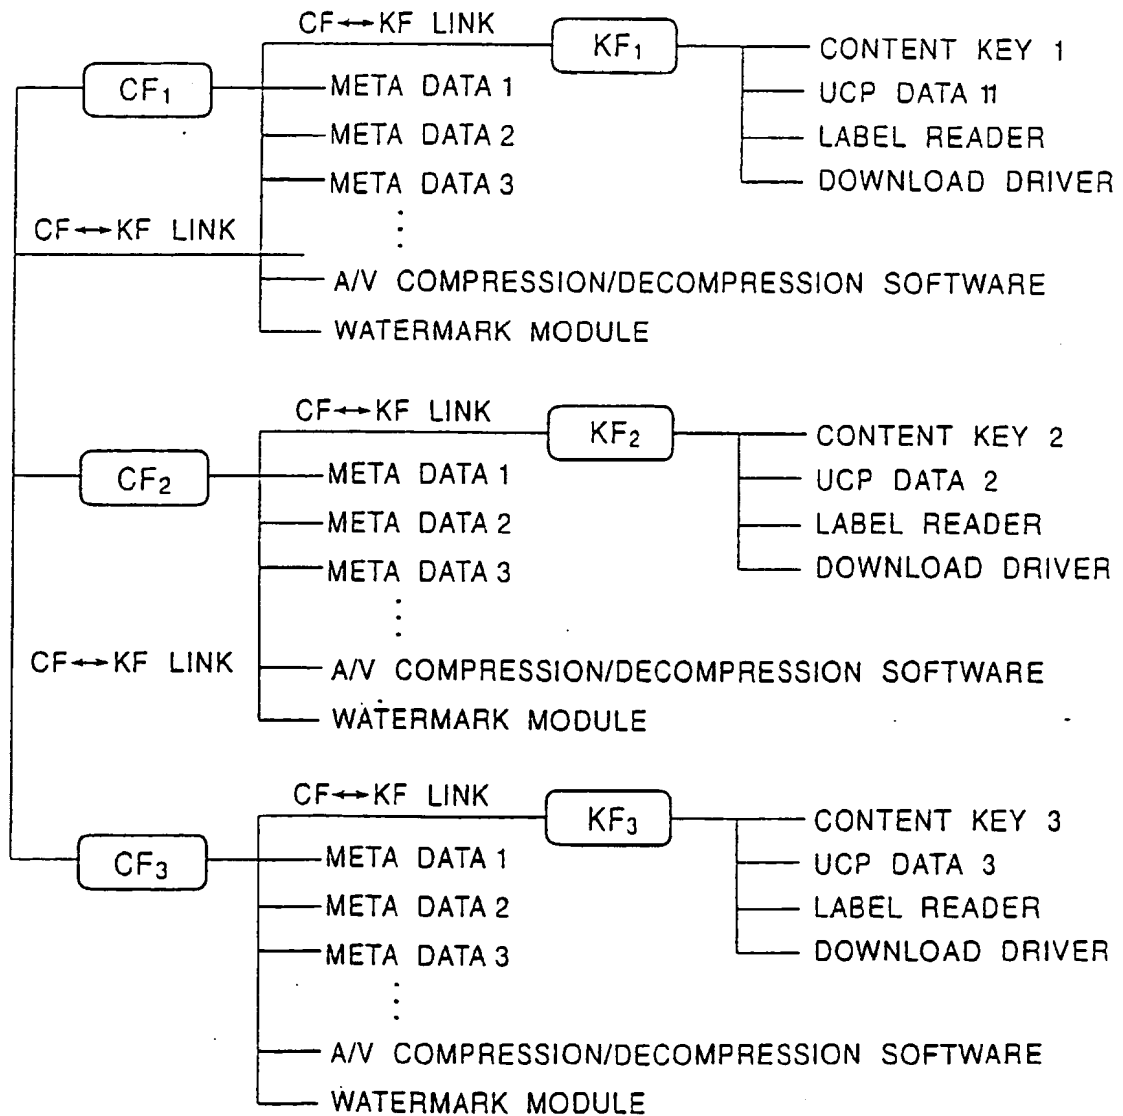 CF↔KF LINK
KF₁
CONTENT KEY 1
CF₁
META DATA 1
UCP DATA 11
META DATA 2
LABEL READER
META DATA 3
DOWNLOAD DRIVER
CF↔KF LINK
A/V COMPRESSION/DECOMPRESSION SOFTWARE
WATERMARK MODULE
CF↔KF LINK
KF₂
CONTENT KEY 2
CF₂
META DATA 1
UCP DATA 2
META DATA 2
LABEL READER
META DATA 3
DOWNLOAD DRIVER
CF↔KF LINK
A/V COMPRESSION/DECOMPRESSION SOFTWARE
WATERMARK MODULE
CF↔KF LINK
KF₃
CONTENT KEY 3
CF₃
META DATA 1
UCP DATA 3
META DATA 2
LABEL READER
META DATA 3
DOWNLOAD DRIVER
A/V COMPRESSION/DECOMPRESSION SOFTWARE
WATERMARK MODULE